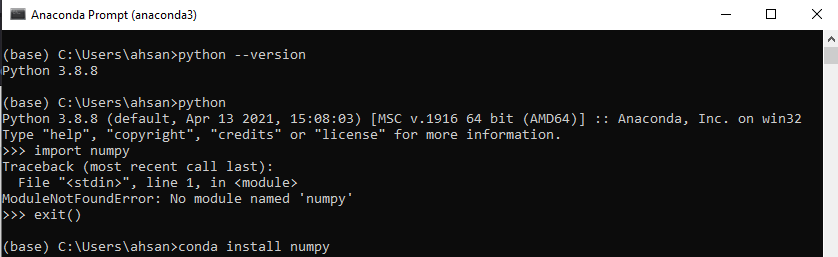 Anaconda Prompt (anaconda3)
(base) C:\Users\ahsan>python --version
Python 3.8.8
(base) C:\Users\ahsan>python
Python 3.8.8 (default, Apr 13 2021, 15:08:03) [MSC v.1916 64 bit (AMD64)] :: Anaconda, Inc. on win32
Type "help", "copyright", "credits" or "license" for more information.
>>> import numpy
Traceback (most recent call last):
  File "<stdin>", line 1, in <module>
ModuleNotFoundError: No module named 'numpy'
>>> exit()
(base) C:\Users\ahsan>conda install numpy